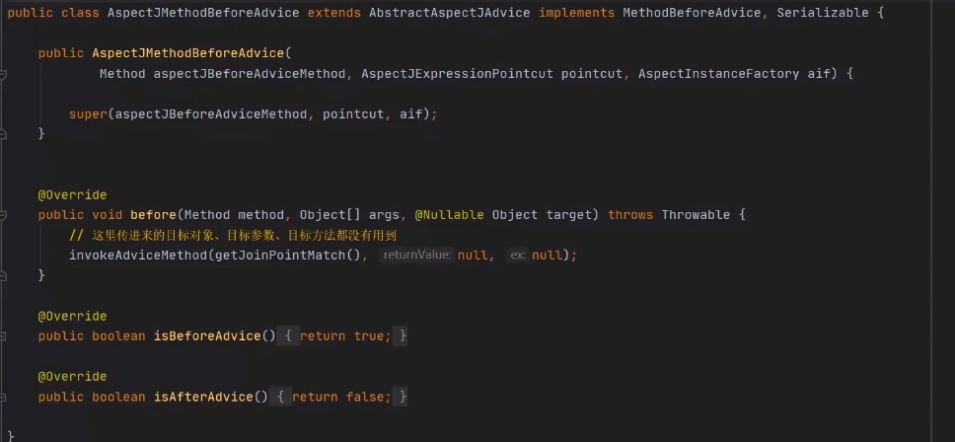 public class AspectJMethodBeforeAdvice extends AbstractAspectJAdvice implements MethodBeforeAdvice, Serializable {
public AspectJMethodBeforeAdvice(
Method aspectJBeforeAdviceMethod, AspectJExpressionPointcut pointcut, AspectInstanceFactory aif) {
super(aspectJBeforeAdviceMethod, pointcut, aif);
}
@Override
public void before(Method method, Object[] args, @Nullable Object target) throws Throwable {
// 这里传进来的目标对象、目标参数、目标方法都没有用到
invokeAdviceMethod(getJoinPointMatch(), returnValue: null, ex: null);
}
@Override
public boolean isBeforeAdvice() { return true; }
@Override
public boolean isAfterAdvice() { return false; }
}